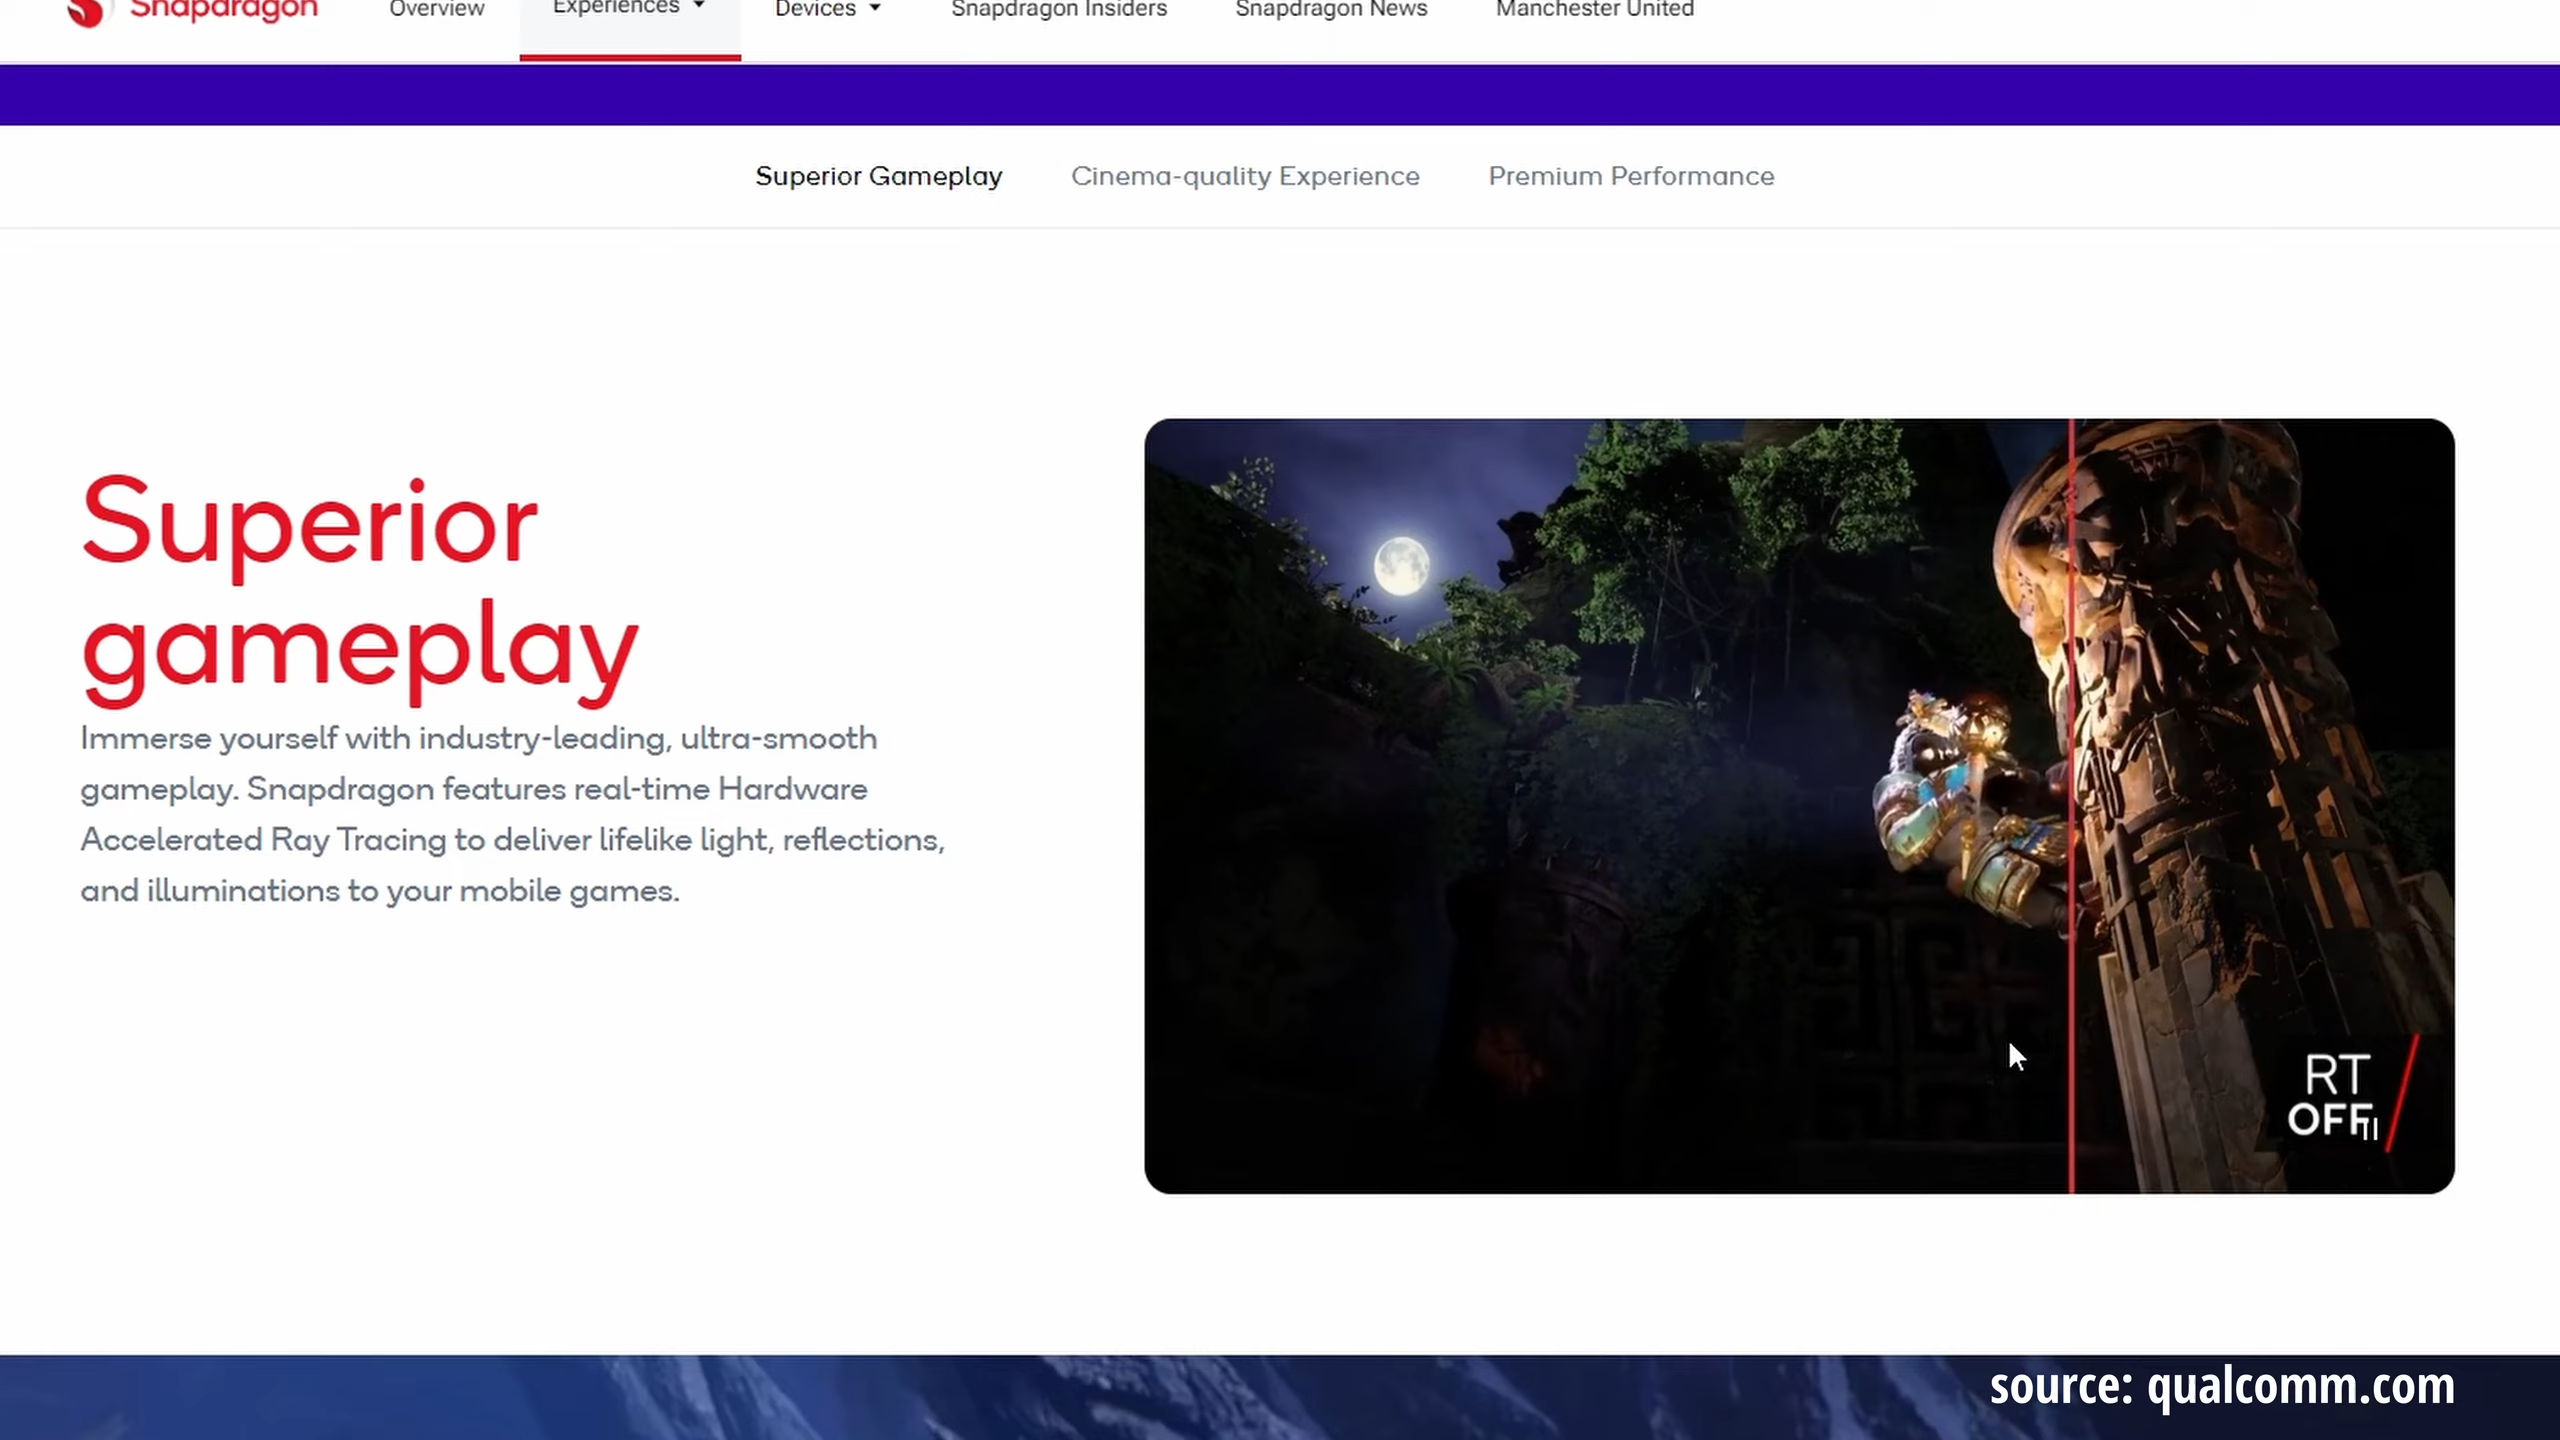 Snapdragon Overview Experiences Devices Snapdragon Insiders Snapdragon News Manchester United
Superior Gameplay Cinema-quality Experience Premium Performance
Superior
gameplay
Immerse yourself with industry-leading, ultra-smooth
gameplay. Snapdragon features real-time Hardware
Accelerated Ray Tracing to deliver lifelike light, reflections,
and illuminations to your mobile games.
RT
OFF
source: qualcomm.com